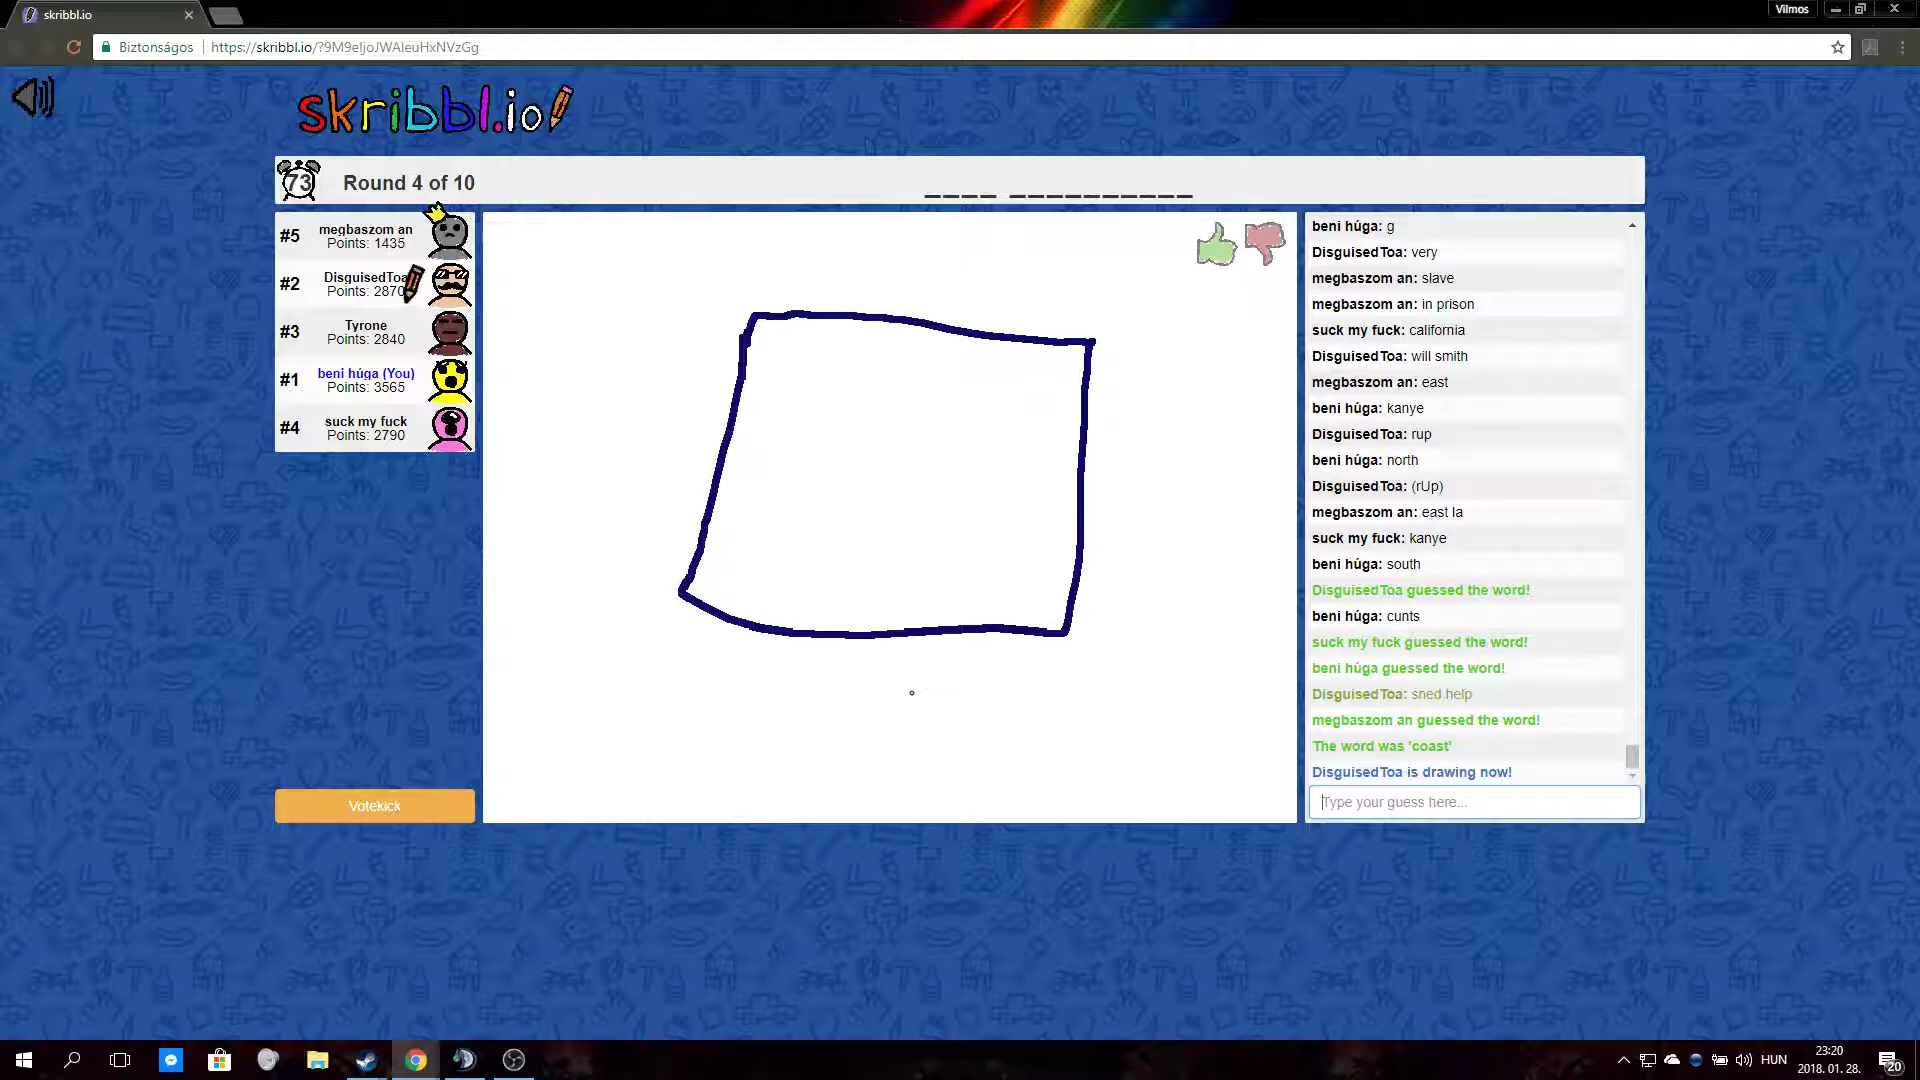 skribbl.io
Vilmos
Biztonságos
https://skribbl.io/?9M9eIjoJWAIeuHxNVzGg
skribbl.io
73
Round 4 of 10
____ __________
#5
megbaszom an
Points: 1435
#2
DisguisedToa
Points: 2870
#3
Tyrone
Points: 2840
#1
beni húga (You)
Points: 3565
#4
suck my fuck
Points: 2790
Votekick
beni húga: g
DisguisedToa: very
megbaszom an: slave
megbaszom an: in prison
suck my fuck: california
DisguisedToa: will smith
megbaszom an: east
beni húga: kanye
DisguisedToa: rup
beni húga: north
DisguisedToa: (rUp)
megbaszom an: east la
suck my fuck: kanye
beni húga: south
DisguisedToa guessed the word!
beni húga: cunts
suck my fuck guessed the word!
beni húga guessed the word!
DisguisedToa: sned help
megbaszom an guessed the word!
The word was 'coast'
DisguisedToa is drawing now!
Type your guess here...
HUN
23:20
2018. 01. 28.
20